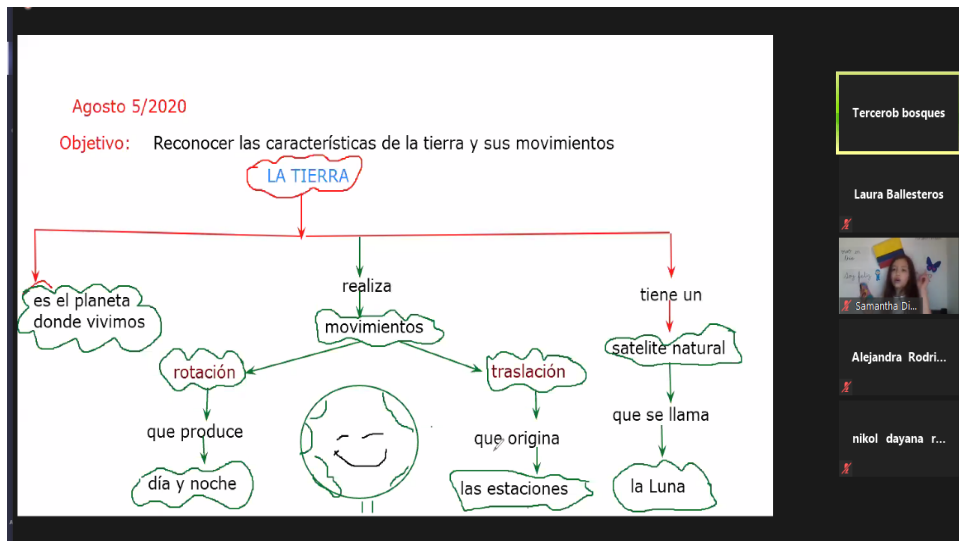 Agosto 5/2020
Objetivo: Reconocer las características de la tierra y sus movimientos
LA TIERRA
es el planeta
donde vivimos
realiza
movimientos
rotación
que produce
día y noche
traslación
que origina
las estaciones
tiene un
satelite natural
que se llama
la Luna
Tercerob bosques
Laura Ballesteros
Samantha Di...
Alejandra Rodri...
nikol dayana r...